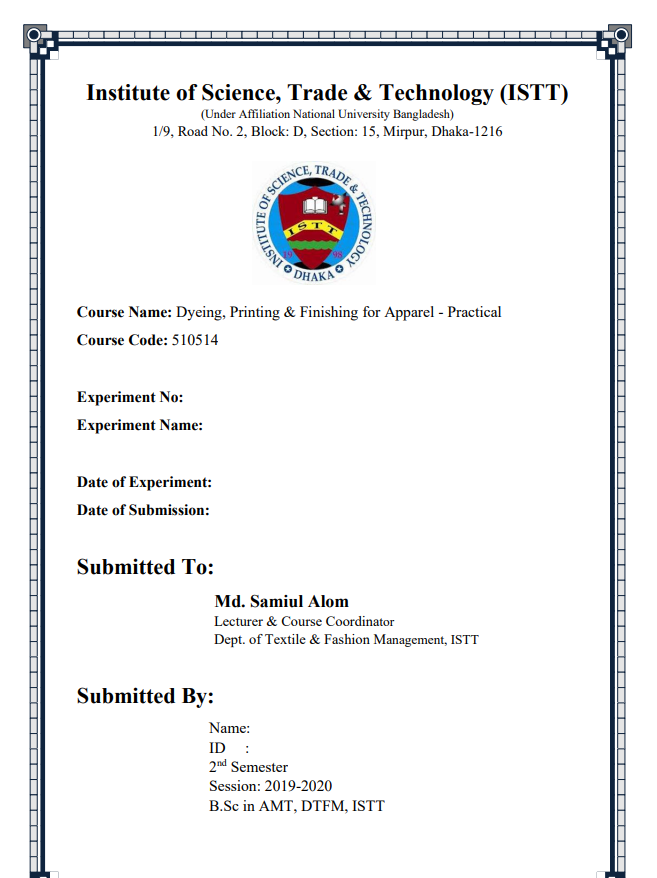 Institute of Science, Trade & Technology (ISTT)
(Under Affiliation National University Bangladesh)
1/9, Road No. 2, Block: D, Section: 15, Mirpur, Dhaka-1216
INSTITUTE OF SCIENCE, TRADE & TECHNOLOGY
ISTT
19 98
DHAKA
Course Name: Dyeing, Printing & Finishing for Apparel - Practical
Course Code: 510514
Experiment No:
Experiment Name:
Date of Experiment:
Date of Submission:
Submitted To:
Md. Samiul Alom
Lecturer & Course Coordinator
Dept. of Textile & Fashion Management, ISTT
Submitted By:
Name:
ID :
2nd Semester
Session: 2019-2020
B.Sc in AMT, DTFM, ISTT